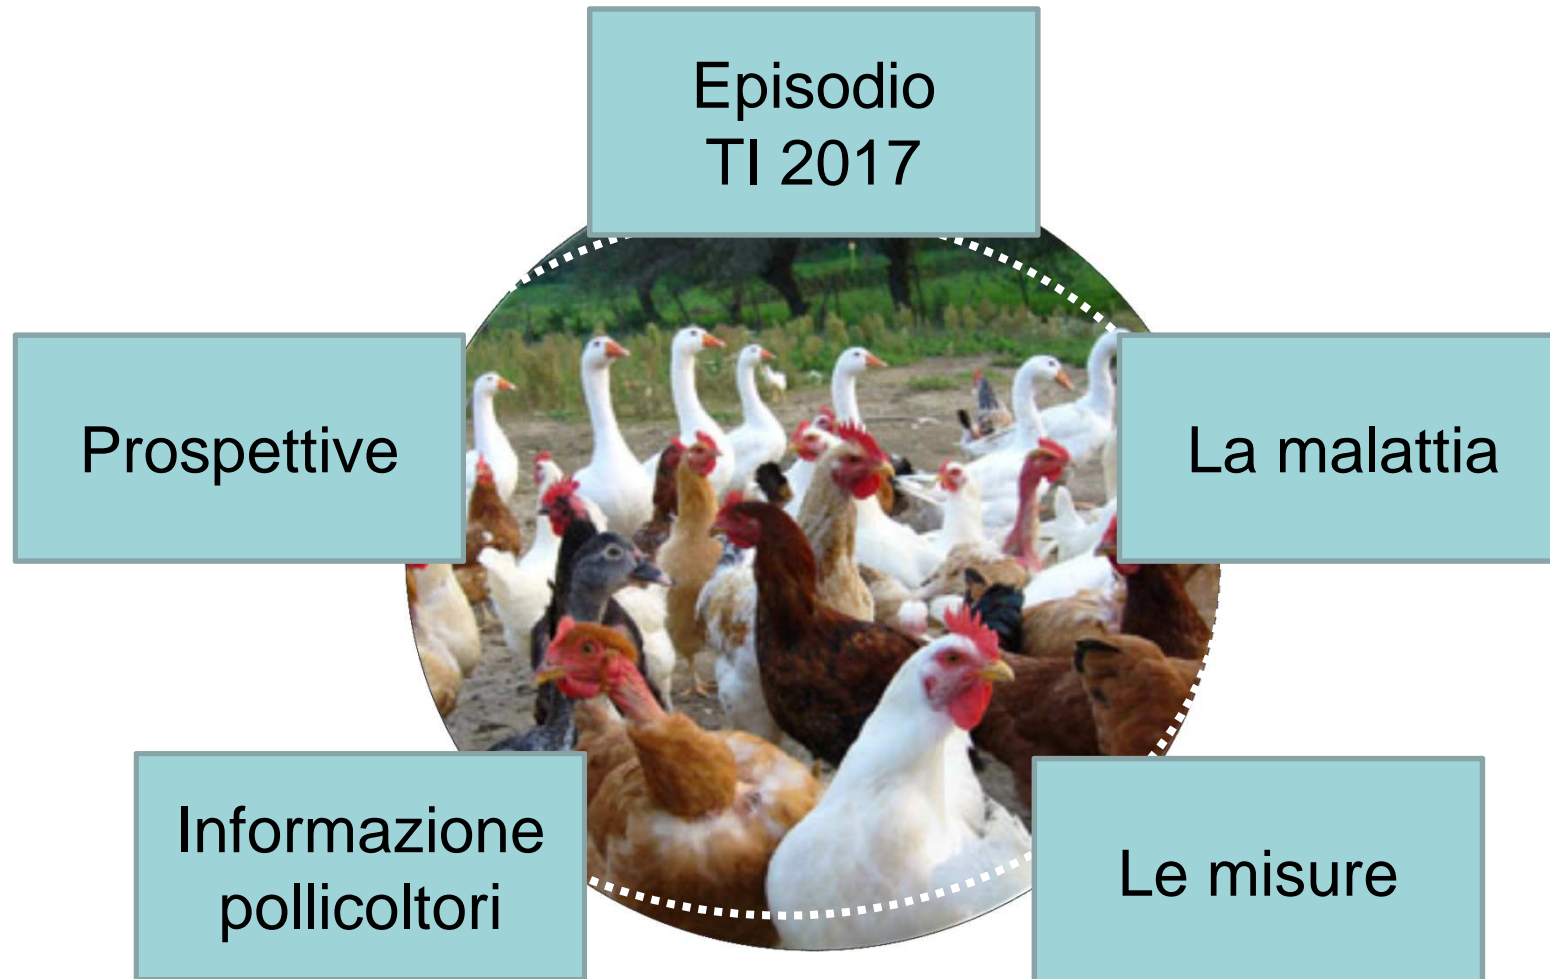 Episodio
TI 2017
Prospettive
La malattia
Informazione
pollicoltori
Le misure